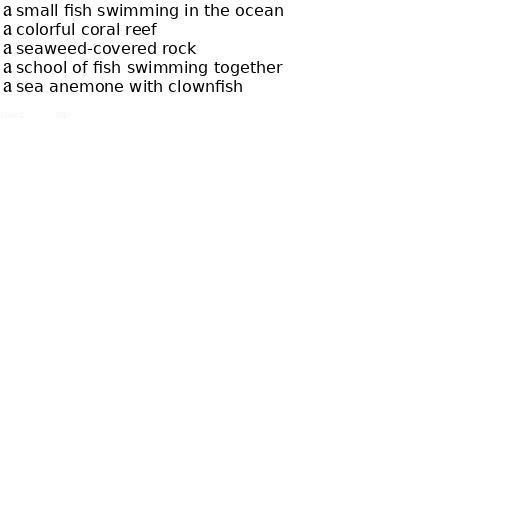 a small fish swimming in the ocean
a colorful coral reef
a seaweed-covered rock
a school of fish swimming together
a sea anemone with clownfish